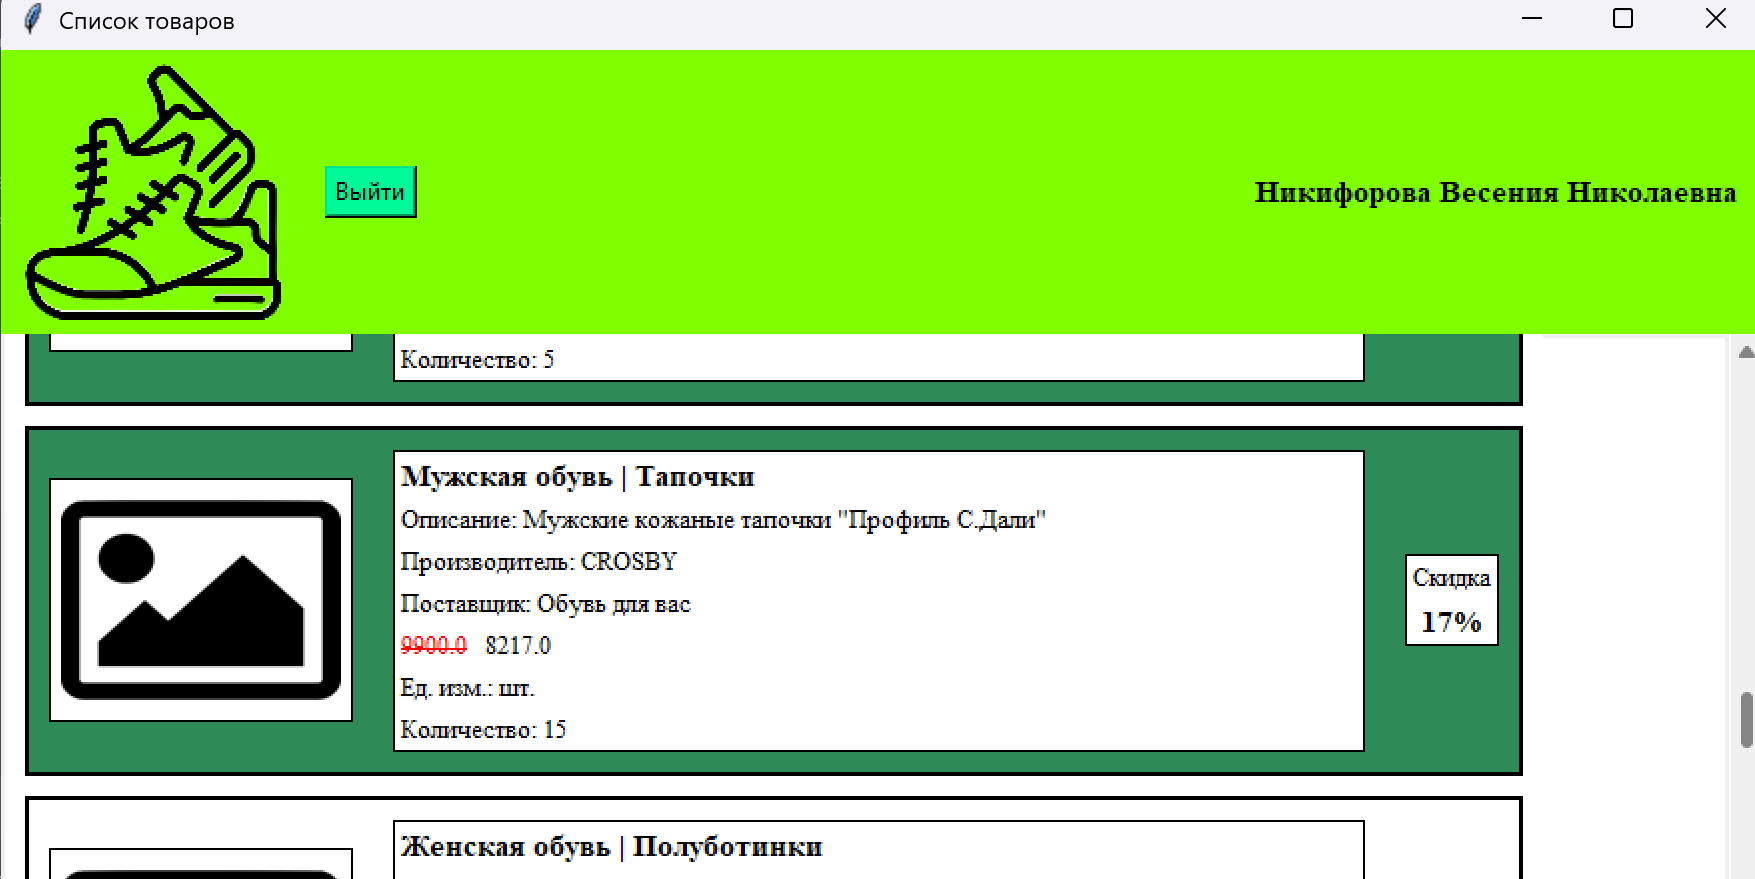 Список товаров
Выйти
Никифорова Весения Николаевна
Количество: 5
Мужская обувь | Тапочки
Описание: Мужские кожаные тапочки "Профиль С.Дали"
Производитель: CROSBY
Поставщик: Обувь для вас
9900.0 8217.0
Ед. изм.: шт.
Количество: 15
Скидка
17%
Женская обувь | Полуботинки